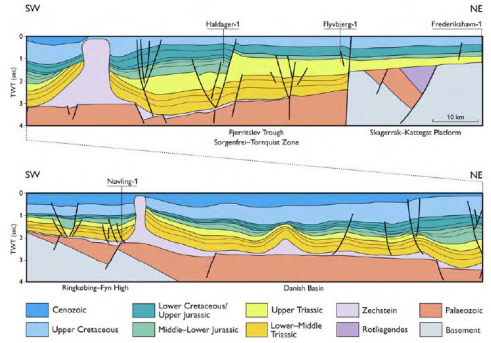 SW
NE
Haldager-1
Flyvbjerg-1
Frederikshavn-1
0
1
2
3
4
TWT (sec)
10 km
Fjerritslev Trough
Sorgenfrei–Tornquist Zone
Skagerrak–Kattegat Platform
SW
NE
Nøvling-1
0
1
2
3
4
TWT (sec)
Ringkøbing–Fyn High
Danish Basin
Cenozoic
Upper Cretaceous
Lower Cretaceous/
Upper Jurassic
Middle–Lower Jurassic
Upper Triassic
Lower–Middle
Triassic
Zechstein
Rotliegendes
Palaeozoic
Basement